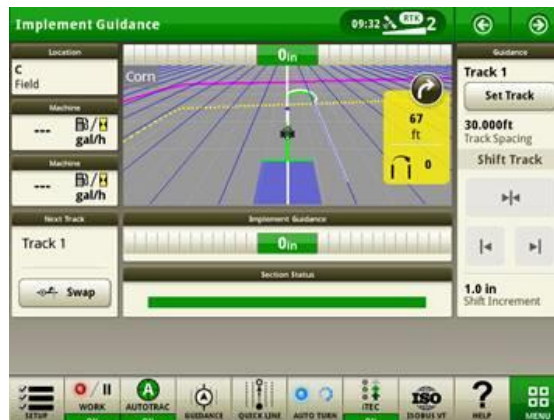 Implement Guidance
09:32
RTK
2
Location
C
Field
Machine
---
gal/h
Machine
---
gal/h
Next Track
Track 1
Swap
0in
Corn
67
ft
0
Implement Guidance
0in
Section Status
Guidance
Track 1
Set Track
30.000ft
Track Spacing
Shift Track
1.0 in
Shift Increment
SETUP
WORK
ON
AUTOTRAC
ON
A
GUIDANCE
QUICK LINE
AUTO TURN
iTEC
ON
ISO
ISOBUS VT
?
HELP
MENU